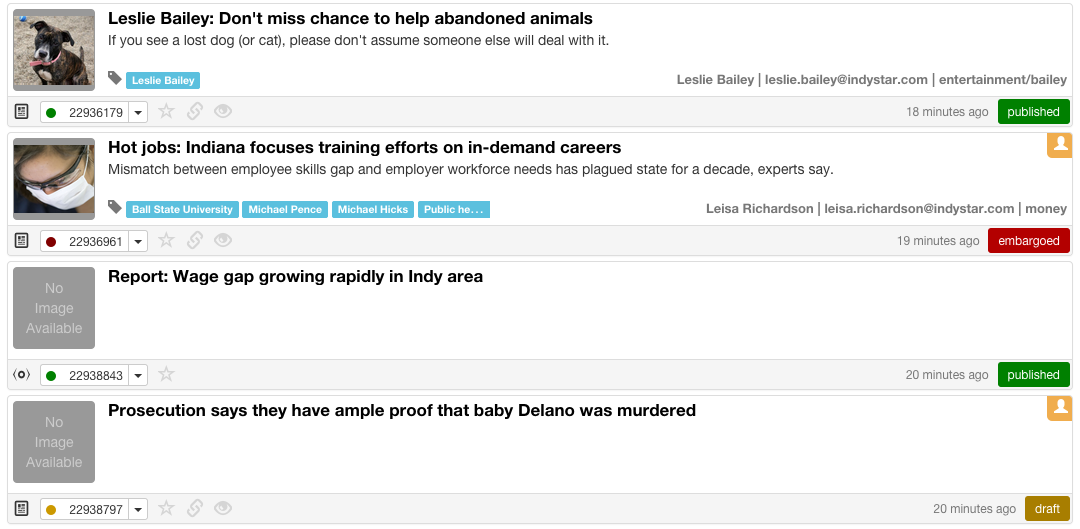 Leslie Bailey: Don't miss chance to help abandoned animals
If you see a lost dog (or cat), please don't assume someone else will deal with it.
Leslie Bailey
Leslie Bailey | leslie.bailey@indystar.com | entertainment/bailey
22936179
18 minutes ago
published
Hot jobs: Indiana focuses training efforts on in-demand careers
Mismatch between employee skills gap and employer workforce needs has plagued state for a decade, experts say.
Ball State University Michael Pence Michael Hicks Public he…
Leisa Richardson | leisa.richardson@indystar.com | money
22936961
19 minutes ago
embargoed
No
Image
Available
Report: Wage gap growing rapidly in Indy area
22938843
20 minutes ago
published
No
Image
Available
Prosecution says they have ample proof that baby Delano was murdered
22938797
20 minutes ago
draft